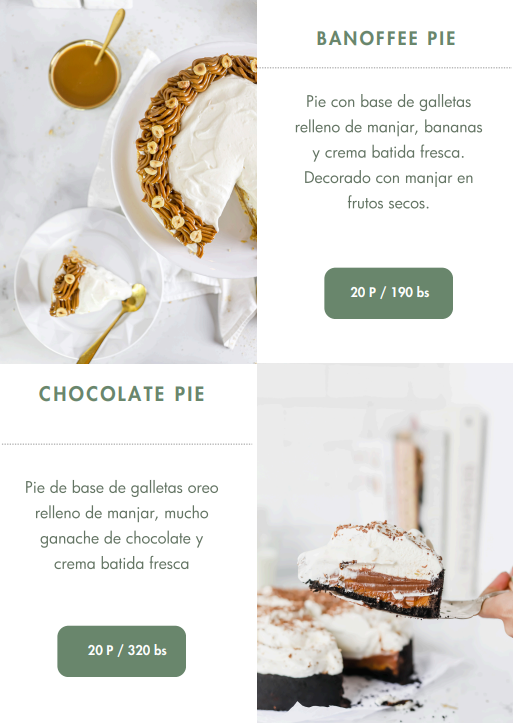 BANOFFEE PIE
Pie con base de galletas
relleno de manjar, bananas
y crema batida fresca.
Decorado con manjar en
frutos secos.
20 P / 190 bs
CHOCOLATE PIE
Pie de base de galletas oreo
relleno de manjar, mucho
ganache de chocolate y
crema batida fresca
20 P / 320 bs